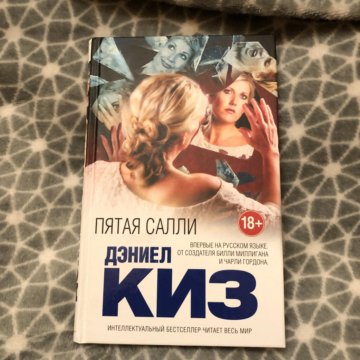 ПЯТАЯ САЛЛИ
18+
ДЭНИЕЛ
ВПЕРВЫЕ НА РУССКОМ ЯЗЫКЕ.
ОТ СОЗДАТЕЛЯ БИЛЛИ МИЛЛИГАНА
И ЧАРЛИ ГОРДОНА.
КИЗ
ИНТЕЛЛЕКТУАЛЬНЫЙ БЕСТСЕЛЛЕР ЧИТАЕТ ВЕСЬ МИР